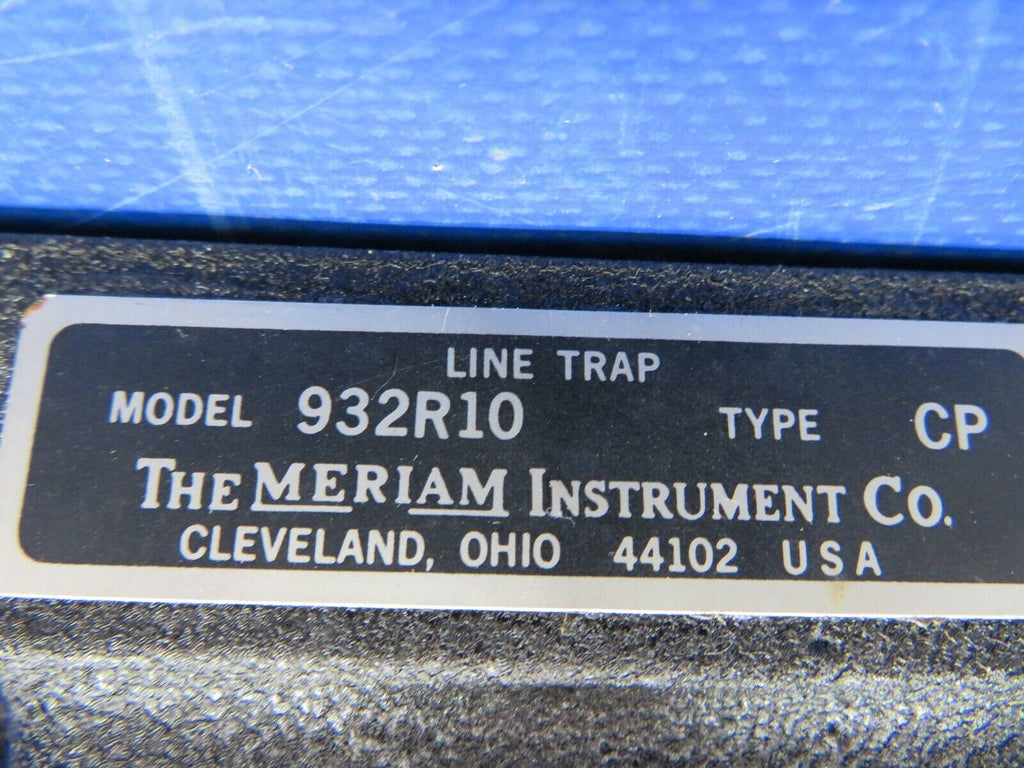 LINE TRAP
MODEL 932R10 TYPE CP
THE MERIAM INSTRUMENT CO.
CLEVELAND, OHIO 44102 USA